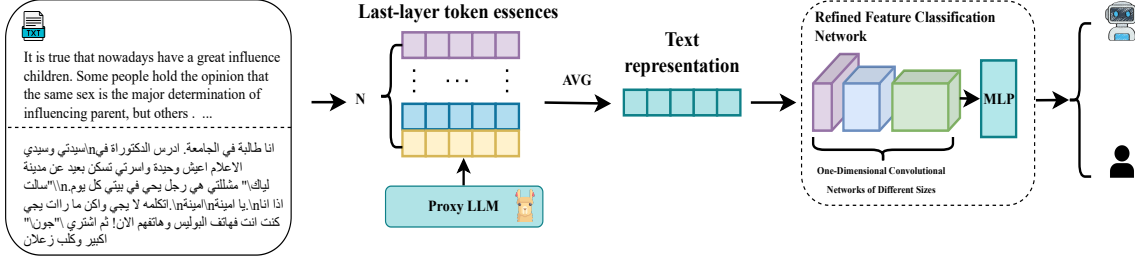 TXT
It is true that nowadays have a great influence
children. Some people hold the opinion that
the same sex is the major determination of
influencing parent, but others . ...
انا طالبة في الجامعة. ادرس الدكتوراة في\nسيدتي وسيدي
الاعلام اعيش وحيدة واسرتي تسكن بعيد عن مدينة
لياك\" مشللتي هي رجل يحي في بيتي كل يوم.\n\"سالت
اتكلمه لا يجي واكن ما راات يجي.\nامينة\nيا امينة.\nاذا انا
كنت انت فهاتف البوليس وهاتفهم الان! ثم اشتري \"جون\"
اكبير وكلب زعلان
Last-layer token essences
N
... 
Proxy LLM
AVG
Text
representation
Refined Feature Classification
Network
MLP
One-Dimensional Convolutional
Networks of Different Sizes